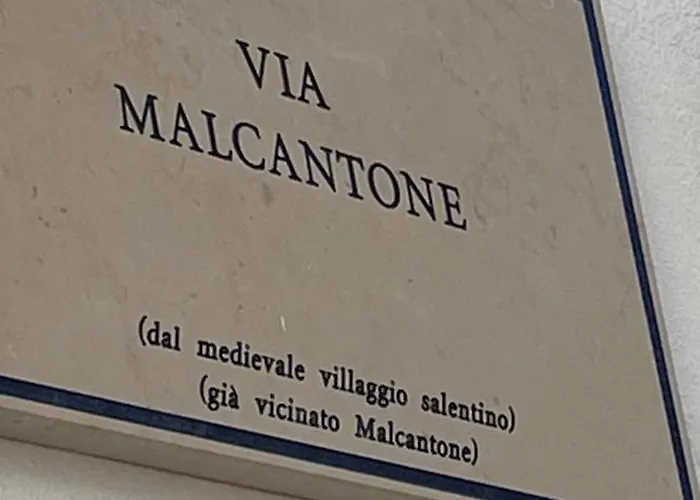 VIA
MALCANTONE
(dal medievale villaggio salentino)
(già vicinato Malcantone)